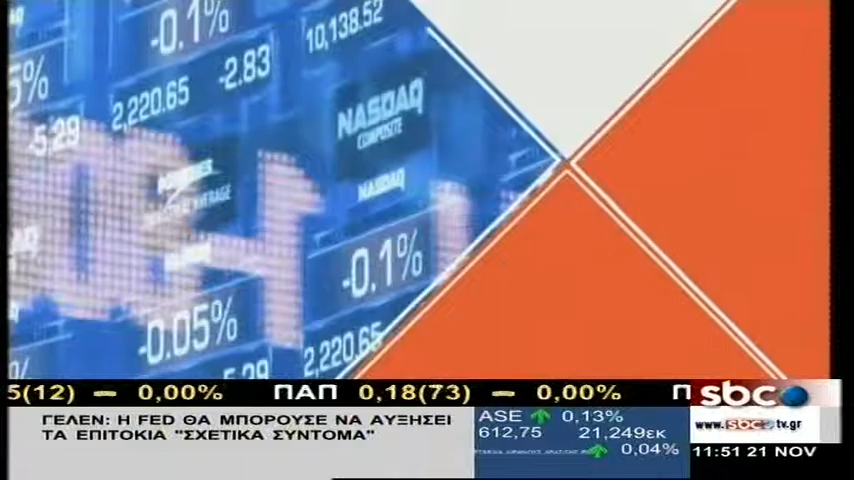 -0.1% 10,138.52
5% -2.83
2,220.65
-5.29 NASDAQ
COMPOSITE
AVERAGE NASDAQ
-0.1%
-0.05%
2,220.65
5(12) 0,00% ΠΑΠ 0,18(73) 0,00% Π sbc
ΓΕΛΕΝ: Η FED ΘΑ ΜΠΟΡΟΥΣΕ ΝΑ ΑΥΞΗΣΕΙ
ΤΑ ΕΠΙΤΟΚΙΑ "ΣΧΕΤΙΚΑ ΣΥΝΤΟΜΑ"
ASE 0,13%
612,75 21,249εκ
0,04%
www.sbctv.gr
11:51 21 NOV